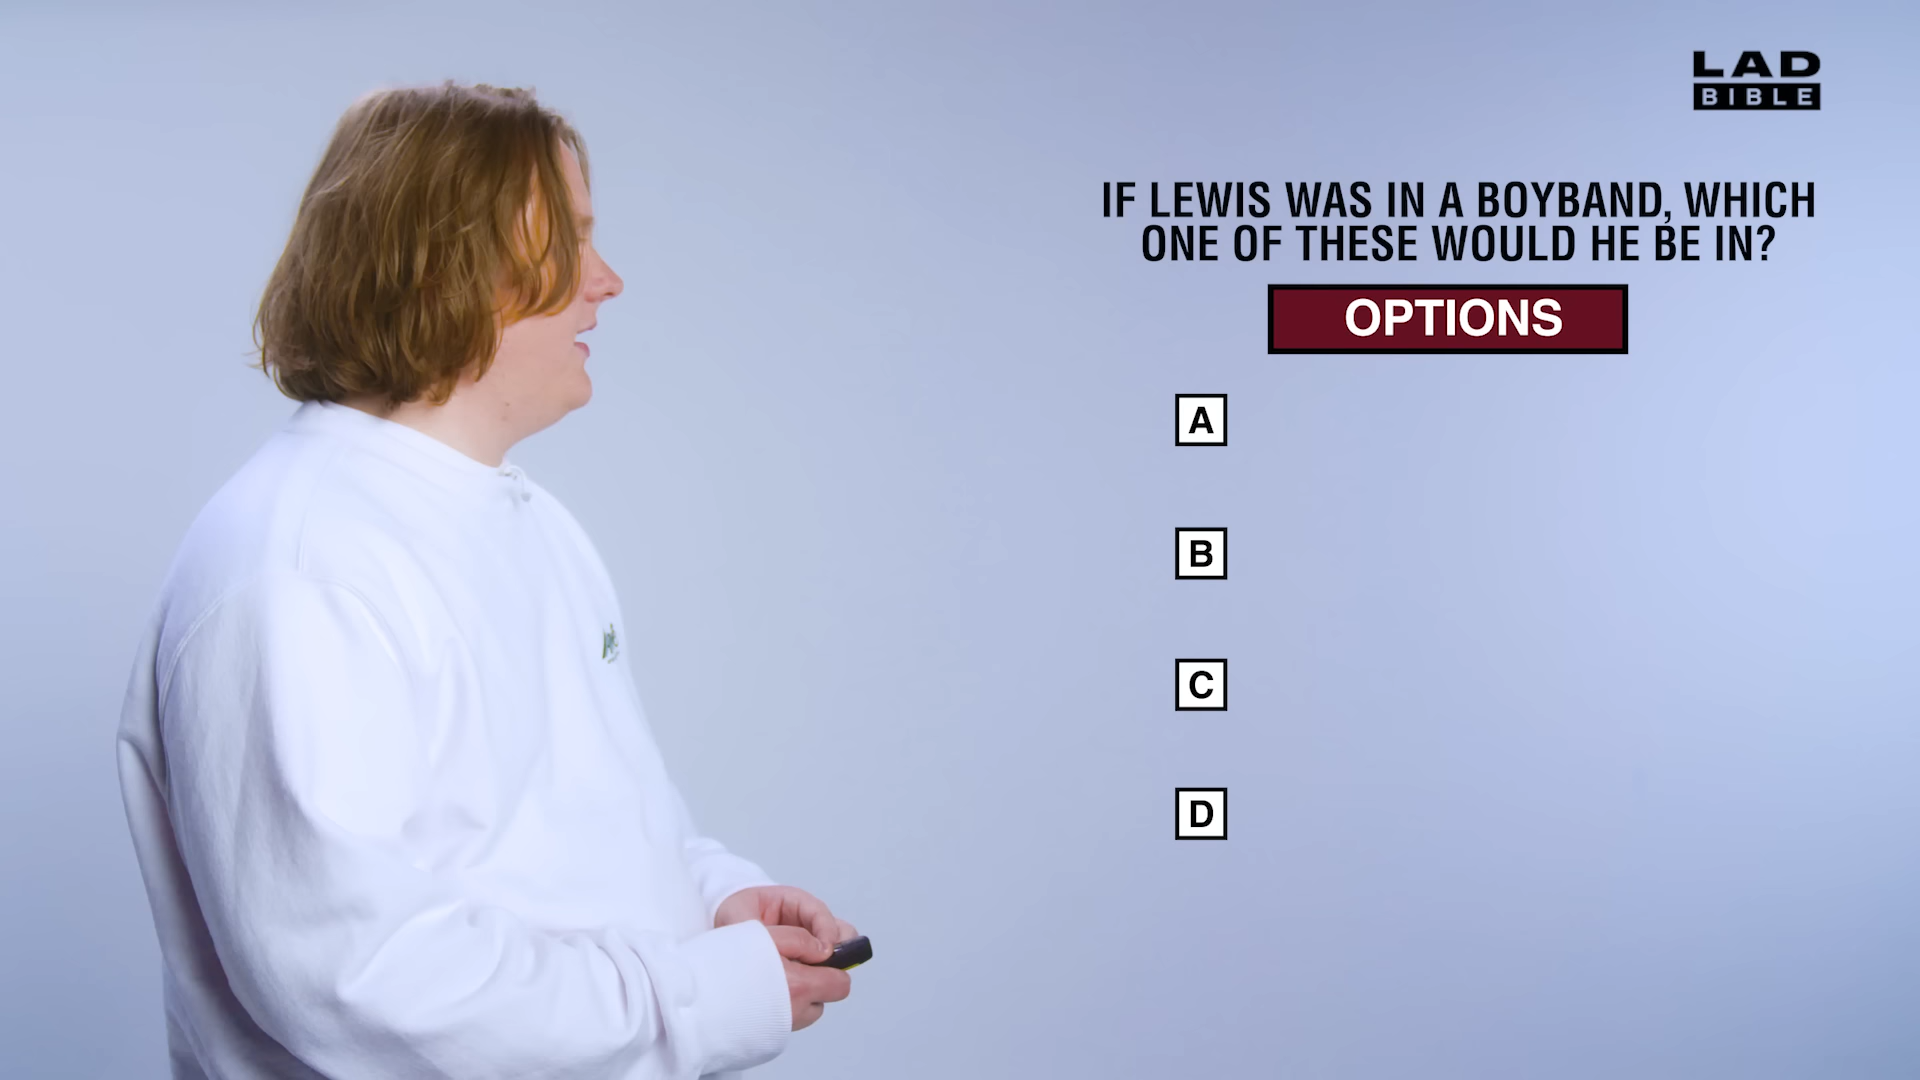 LAD
BIBLE
IF LEWIS WAS IN A BOYBAND, WHICH
ONE OF THESE WOULD HE BE IN?
OPTIONS
A
B
C
D